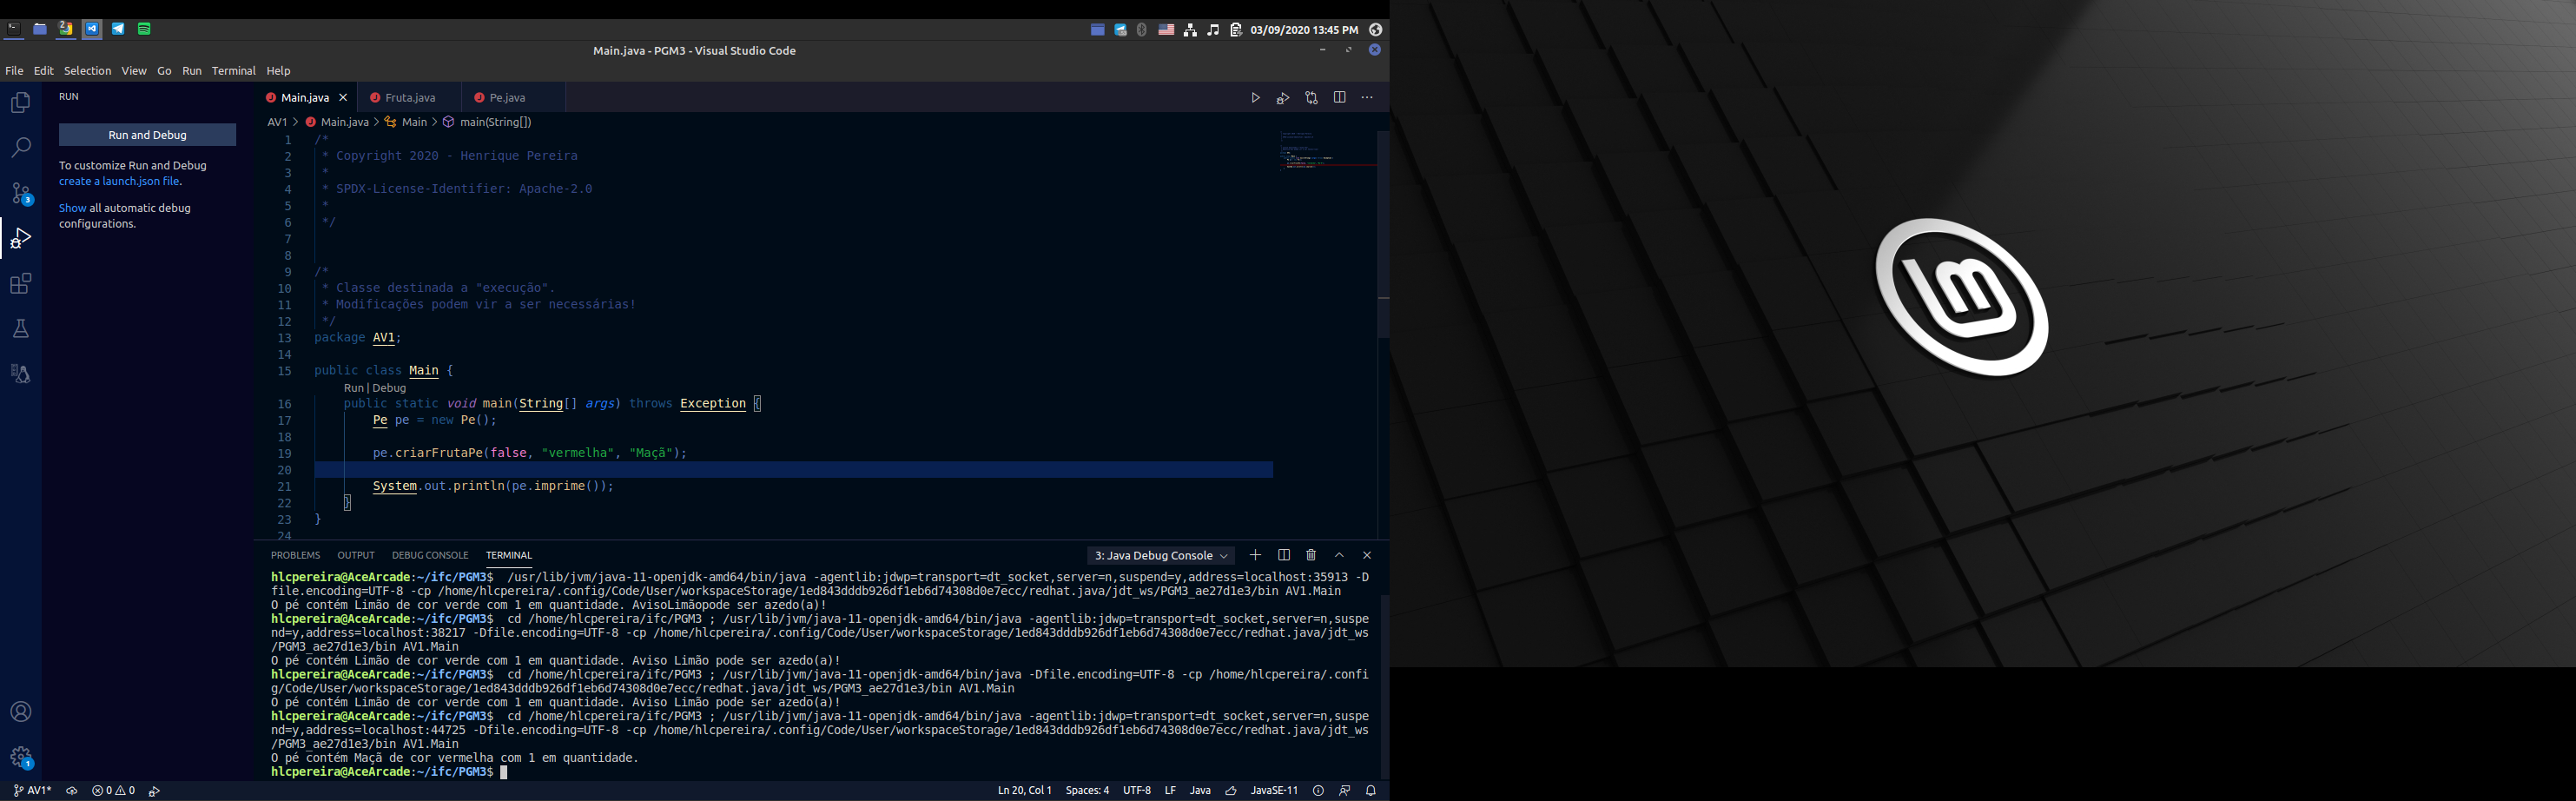 2
03/09/2020 13:45 PM
Main.java - PGM3 - Visual Studio Code
File Edit Selection View Go Run Terminal Help
RUN
Run and Debug
To customize Run and Debug
create a launch.json file.
Show all automatic debug
configurations.
3
1
Main.java Fruta.java Pe.java
AV1 > Main.java > Main > main(String[])
1 /*
2 * Copyright 2020 - Henrique Pereira
3 *
4 * SPDX-License-Identifier: Apache-2.0
5 *
6 */
7
8
9 /*
10 * Classe destinada a "execução".
11 * Modificações podem vir a ser necessárias!
12 */
13 package AV1;
14
15 public class Main {
Run | Debug
16 public static void main(String[] args) throws Exception {
17 Pe pe = new Pe();
18
19 pe.criarFrutaPe(false, "vermelha", "Maçã");
20
21 System.out.println(pe.imprime());
22 }
23 }
24
PROBLEMS OUTPUT DEBUG CONSOLE TERMINAL 3: Java Debug Console
hlcpereira@AceArcade:~/ifc/PGM3$ /usr/lib/jvm/java-11-openjdk-amd64/bin/java -agentlib:jdwp=transport=dt_socket,server=n,suspend=y,address=localhost:35913 -D
file.encoding=UTF-8 -cp /home/hlcpereira/.config/Code/User/workspaceStorage/1ed843dddb926df1eb6d74308d0e7ecc/redhat.java/jdt_ws/PGM3_ae27d1e3/bin AV1.Main
O pé contém Limão de cor verde com 1 em quantidade. AvisoLimãopode ser azedo(a)!
hlcpereira@AceArcade:~/ifc/PGM3$ cd /home/hlcpereira/ifc/PGM3 ; /usr/lib/jvm/java-11-openjdk-amd64/bin/java -agentlib:jdwp=transport=dt_socket,server=n,suspe
nd=y,address=localhost:38217 -Dfile.encoding=UTF-8 -cp /home/hlcpereira/.config/Code/User/workspaceStorage/1ed843dddb926df1eb6d74308d0e7ecc/redhat.java/jdt_ws
/PGM3_ae27d1e3/bin AV1.Main
O pé contém Limão de cor verde com 1 em quantidade. Aviso Limão pode ser azedo(a)!
hlcpereira@AceArcade:~/ifc/PGM3$ cd /home/hlcpereira/ifc/PGM3 ; /usr/lib/jvm/java-11-openjdk-amd64/bin/java -Dfile.encoding=UTF-8 -cp /home/hlcpereira/.confi
g/Code/User/workspaceStorage/1ed843dddb926df1eb6d74308d0e7ecc/redhat.java/jdt_ws/PGM3_ae27d1e3/bin AV1.Main
O pé contém Limão de cor verde com 1 em quantidade. Aviso Limão pode ser azedo(a)!
hlcpereira@AceArcade:~/ifc/PGM3$ cd /home/hlcpereira/ifc/PGM3 ; /usr/lib/jvm/java-11-openjdk-amd64/bin/java -agentlib:jdwp=transport=dt_socket,server=n,suspe
nd=y,address=localhost:44725 -Dfile.encoding=UTF-8 -cp /home/hlcpereira/.config/Code/User/workspaceStorage/1ed843dddb926df1eb6d74308d0e7ecc/redhat.java/jdt_ws
/PGM3_ae27d1e3/bin AV1.Main
O pé contém Maçã de cor vermelha com 1 em quantidade.
hlcpereira@AceArcade:~/ifc/PGM3$
AV1* 0 0 Ln 20, Col 1 Spaces: 4 UTF-8 LF Java JavaSE-11